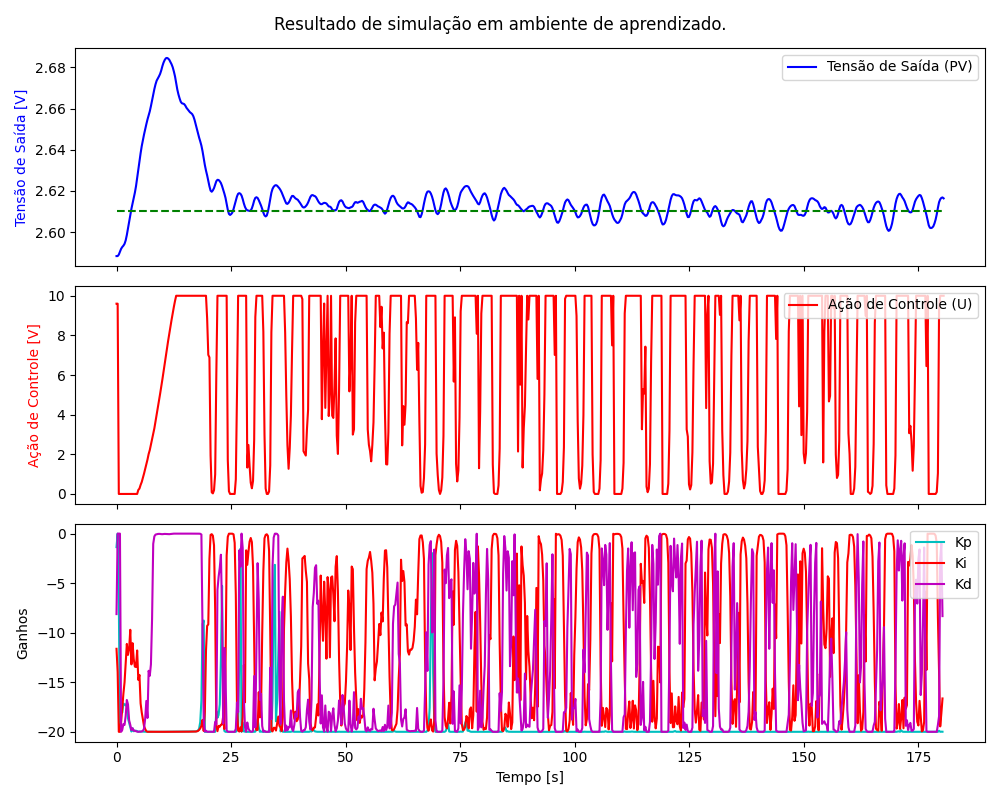 Resultado de simulação em ambiente de aprendizado.
Tensão de Saída [V]
2.68
2.66
2.64
2.62
2.60
Tensão de Saída (PV)
Ação de Controle [V]
10
8
6
4
2
0
Ação de Controle (U)
Ganhos
0
−5
−10
−15
−20
Kp
Ki
Kd
0
25
50
75
100
125
150
175
Tempo [s]